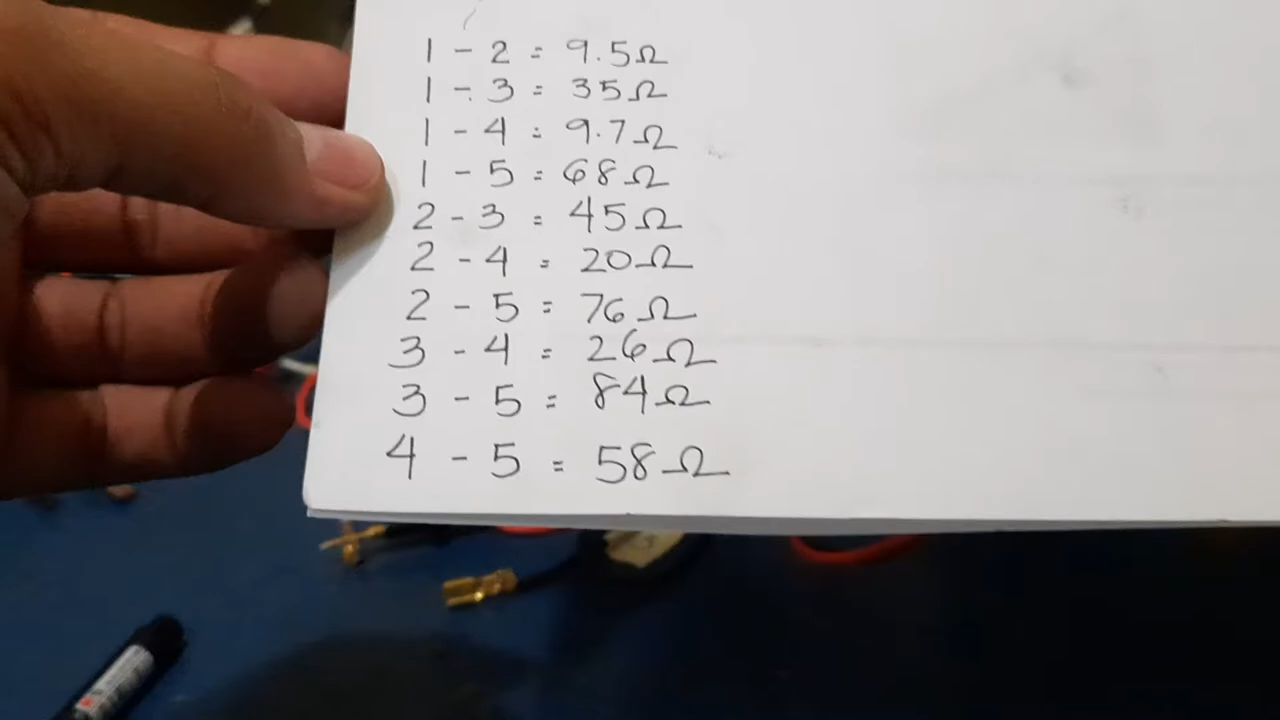 1 - 2 = 9.5Ω
1 - 3 = 35Ω
1 - 4 = 9.7Ω
1 - 5 = 68Ω
2 - 3 = 45Ω
2 - 4 = 20Ω
2 - 5 = 76Ω
3 - 4 = 26Ω
3 - 5 = 84Ω
4 - 5 = 58Ω